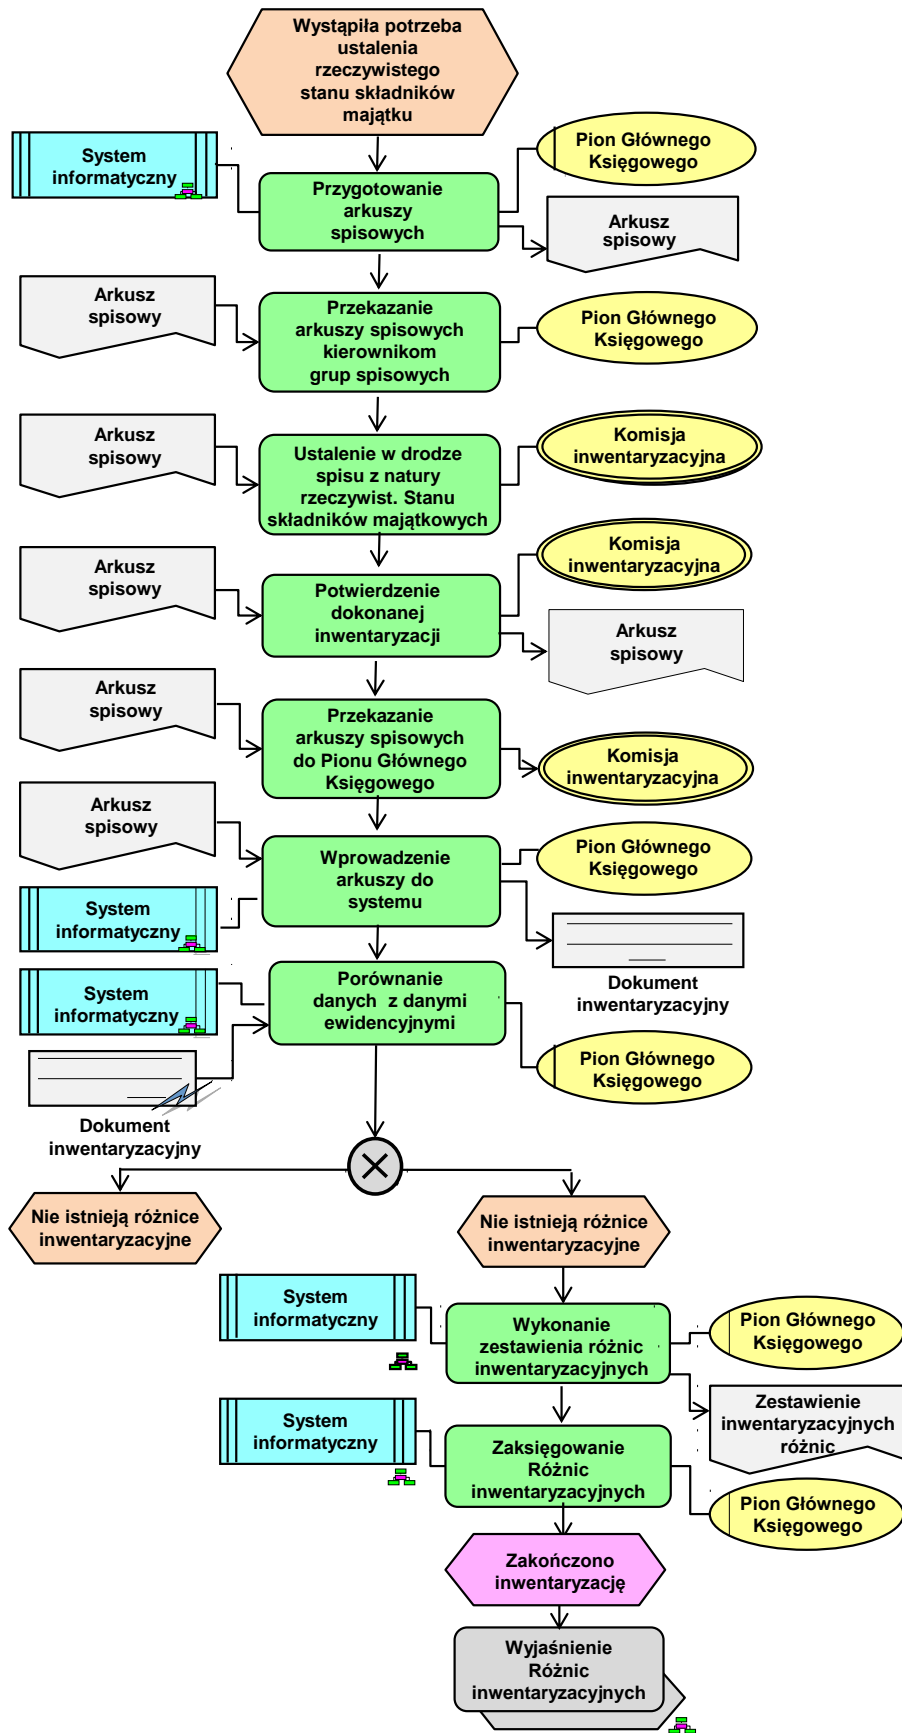 Wystąpiła potrzeba
ustalenia
rzeczywistego
stanu składników
majątku
System
informatyczny
Pion Głównego
Księgowego
Przygotowanie
arkuszy
spisowych
Arkusz
spisowy
Arkusz
spisowy
Przekazanie
arkuszy spisowych
kierownikom
grup spisowych
Pion Głównego
Księgowego
Arkusz
spisowy
Ustalenie w drodze
spisu z natury
rzeczywist. Stanu
składników majątkowych
Komisja
inwentaryzacyjna
Arkusz
spisowy
Potwierdzenie
dokonanej
inwentaryzacji
Komisja
inwentaryzacyjna
Arkusz
spisowy
Arkusz
spisowy
Przekazanie
arkuszy spisowych
do Pionu Głównego
Księgowego
Komisja
inwentaryzacyjna
Arkusz
spisowy
Wprowadzenie
arkuszy do
systemu
Pion Głównego
Księgowego
System
informatyczny
Dokument
inwentaryzacyjny
System
informatyczny
Porównanie
danych z danymi
ewidencyjnymi
Pion Głównego
Księgowego
Dokument
inwentaryzacyjny
Nie istnieją różnice
inwentaryzacyjne
Nie istnieją różnice
inwentaryzacyjne
System
informatyczny
Wykonanie
zestawienia różnic
inwentaryzacyjnych
Pion Głównego
Księgowego
Zestawienie
inwentaryzacyjnych
różnic
System
informatyczny
Zaksięgowanie
Różnic
inwentaryzacyjnych
Pion Głównego
Księgowego
Zakończono
inwentaryzację
Wyjaśnienie
Różnic
inwentaryzacyjnych